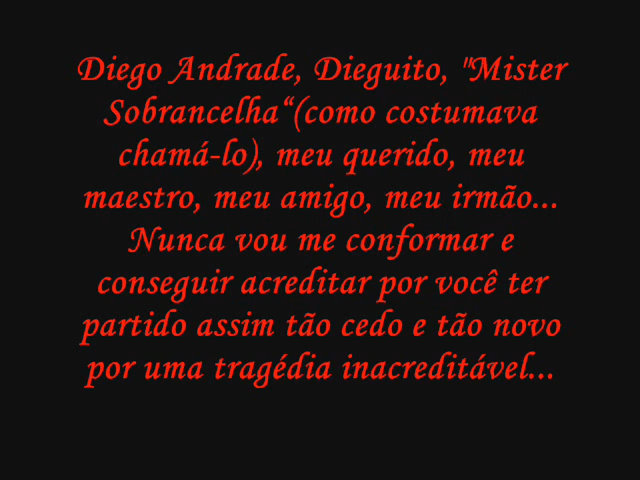 Diego Andrade, Dieguito, "Mister
Sobrancelha“(como costumava
chamá-lo), meu querido, meu
maestro, meu amigo, meu irmão...
Nunca vou me conformar e
conseguir acreditar por você ter
partido assim tão cedo e tão novo
por uma tragédia inacreditável...